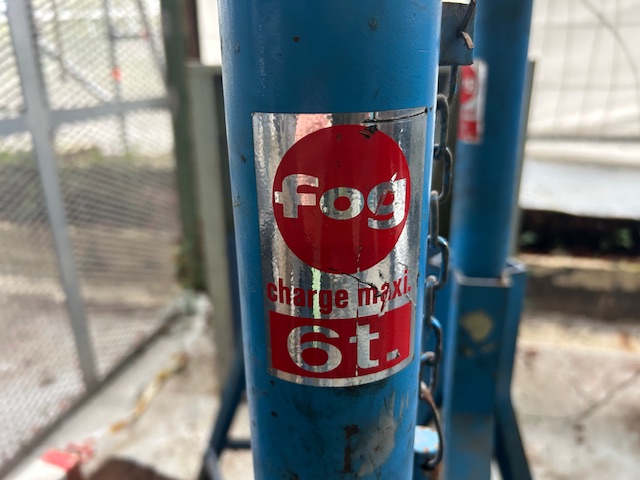 fog
charge maxi.
6t.